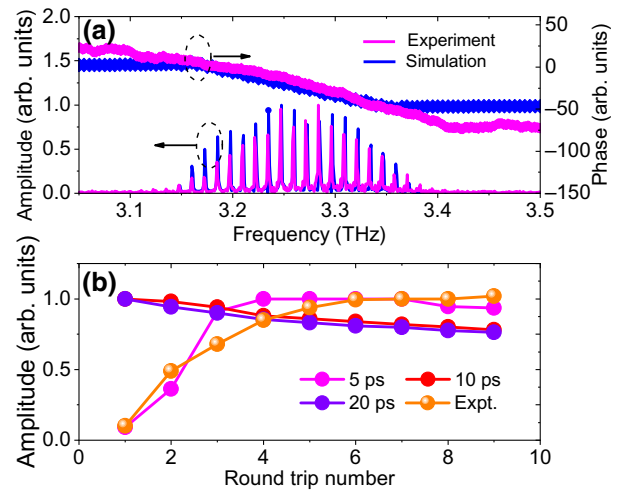 (a)
Experiment
Simulation
Amplitude (arb. units)
2.0
1.5
1.0
0.5
0.0
50
0
−50
−100
−150
Phase (arb. units)
3.1 3.2 3.3 3.4 3.5
Frequency (THz)
(b)
Amplitude (arb. units)
1.0
0.5
0.0
5 ps 10 ps
20 ps Expt.
0 2 4 6 8 10
Round trip number